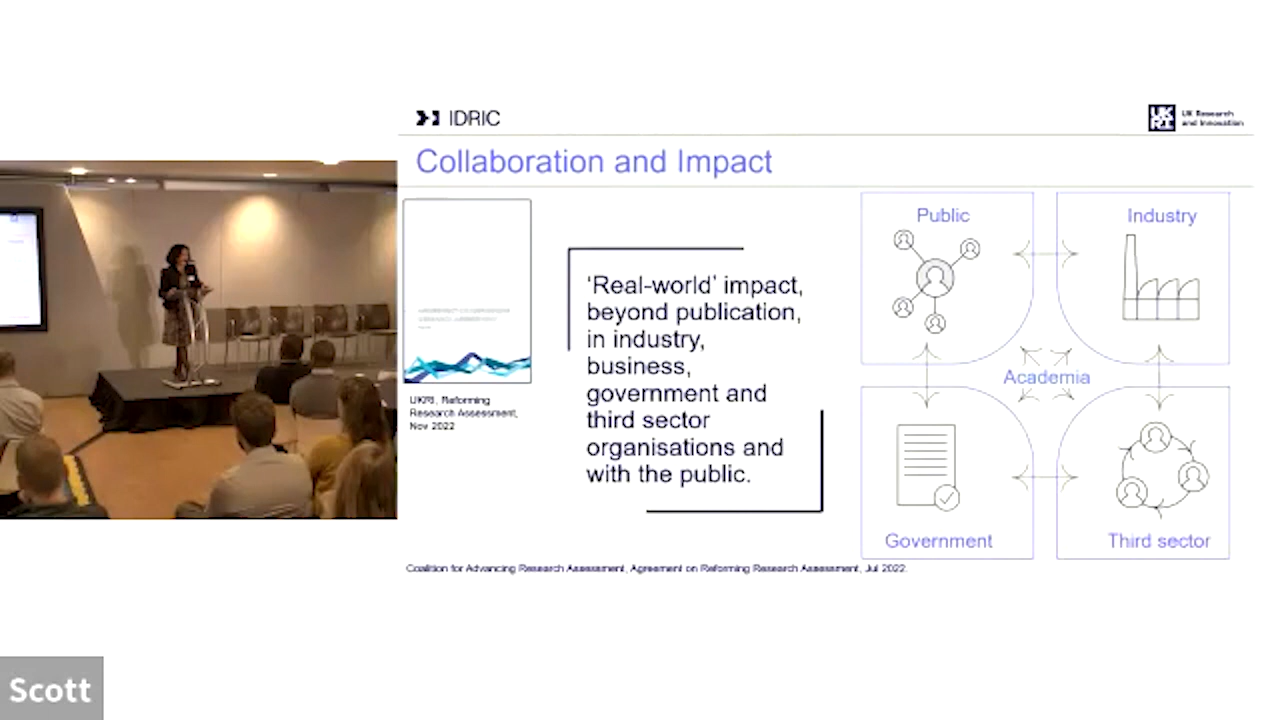 IDRIC
UK
RI
UK Research
and Innovation
Collaboration and Impact
UKRI, Reforming
Research Assessment,
Nov 2022
‘Real-world’ impact,
beyond publication,
in industry,
business,
government and
third sector
organisations and
with the public.
Public
Industry
Academia
Government
Third sector
Coalition for Advancing Research Assessment, Agreement on Reforming Research Assessment, Jul 2022.
Scott